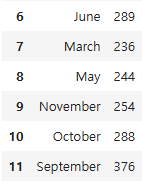 6 June 289
7 March 236
8 May 244
9 November 254
10 October 288
11 September 376